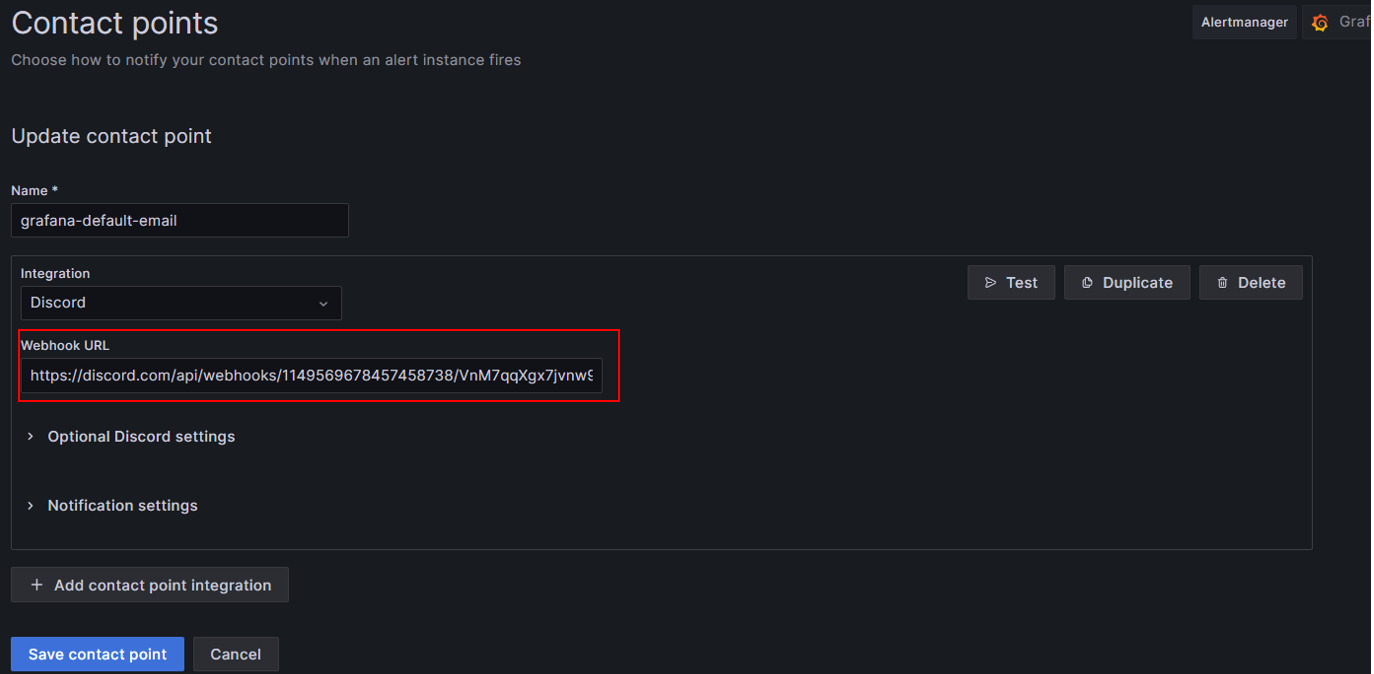 Contact points
Alertmanager
Graf
Choose how to notify your contact points when an alert instance fires
Update contact point
Name *
grafana-default-email
Integration
Test
Duplicate
Delete
Discord
Webhook URL
https://discord.com/api/webhooks/1149569678457458738/VnM7qqXgx7jvnw9
Optional Discord settings
Notification settings
+ Add contact point integration
Save contact point
Cancel